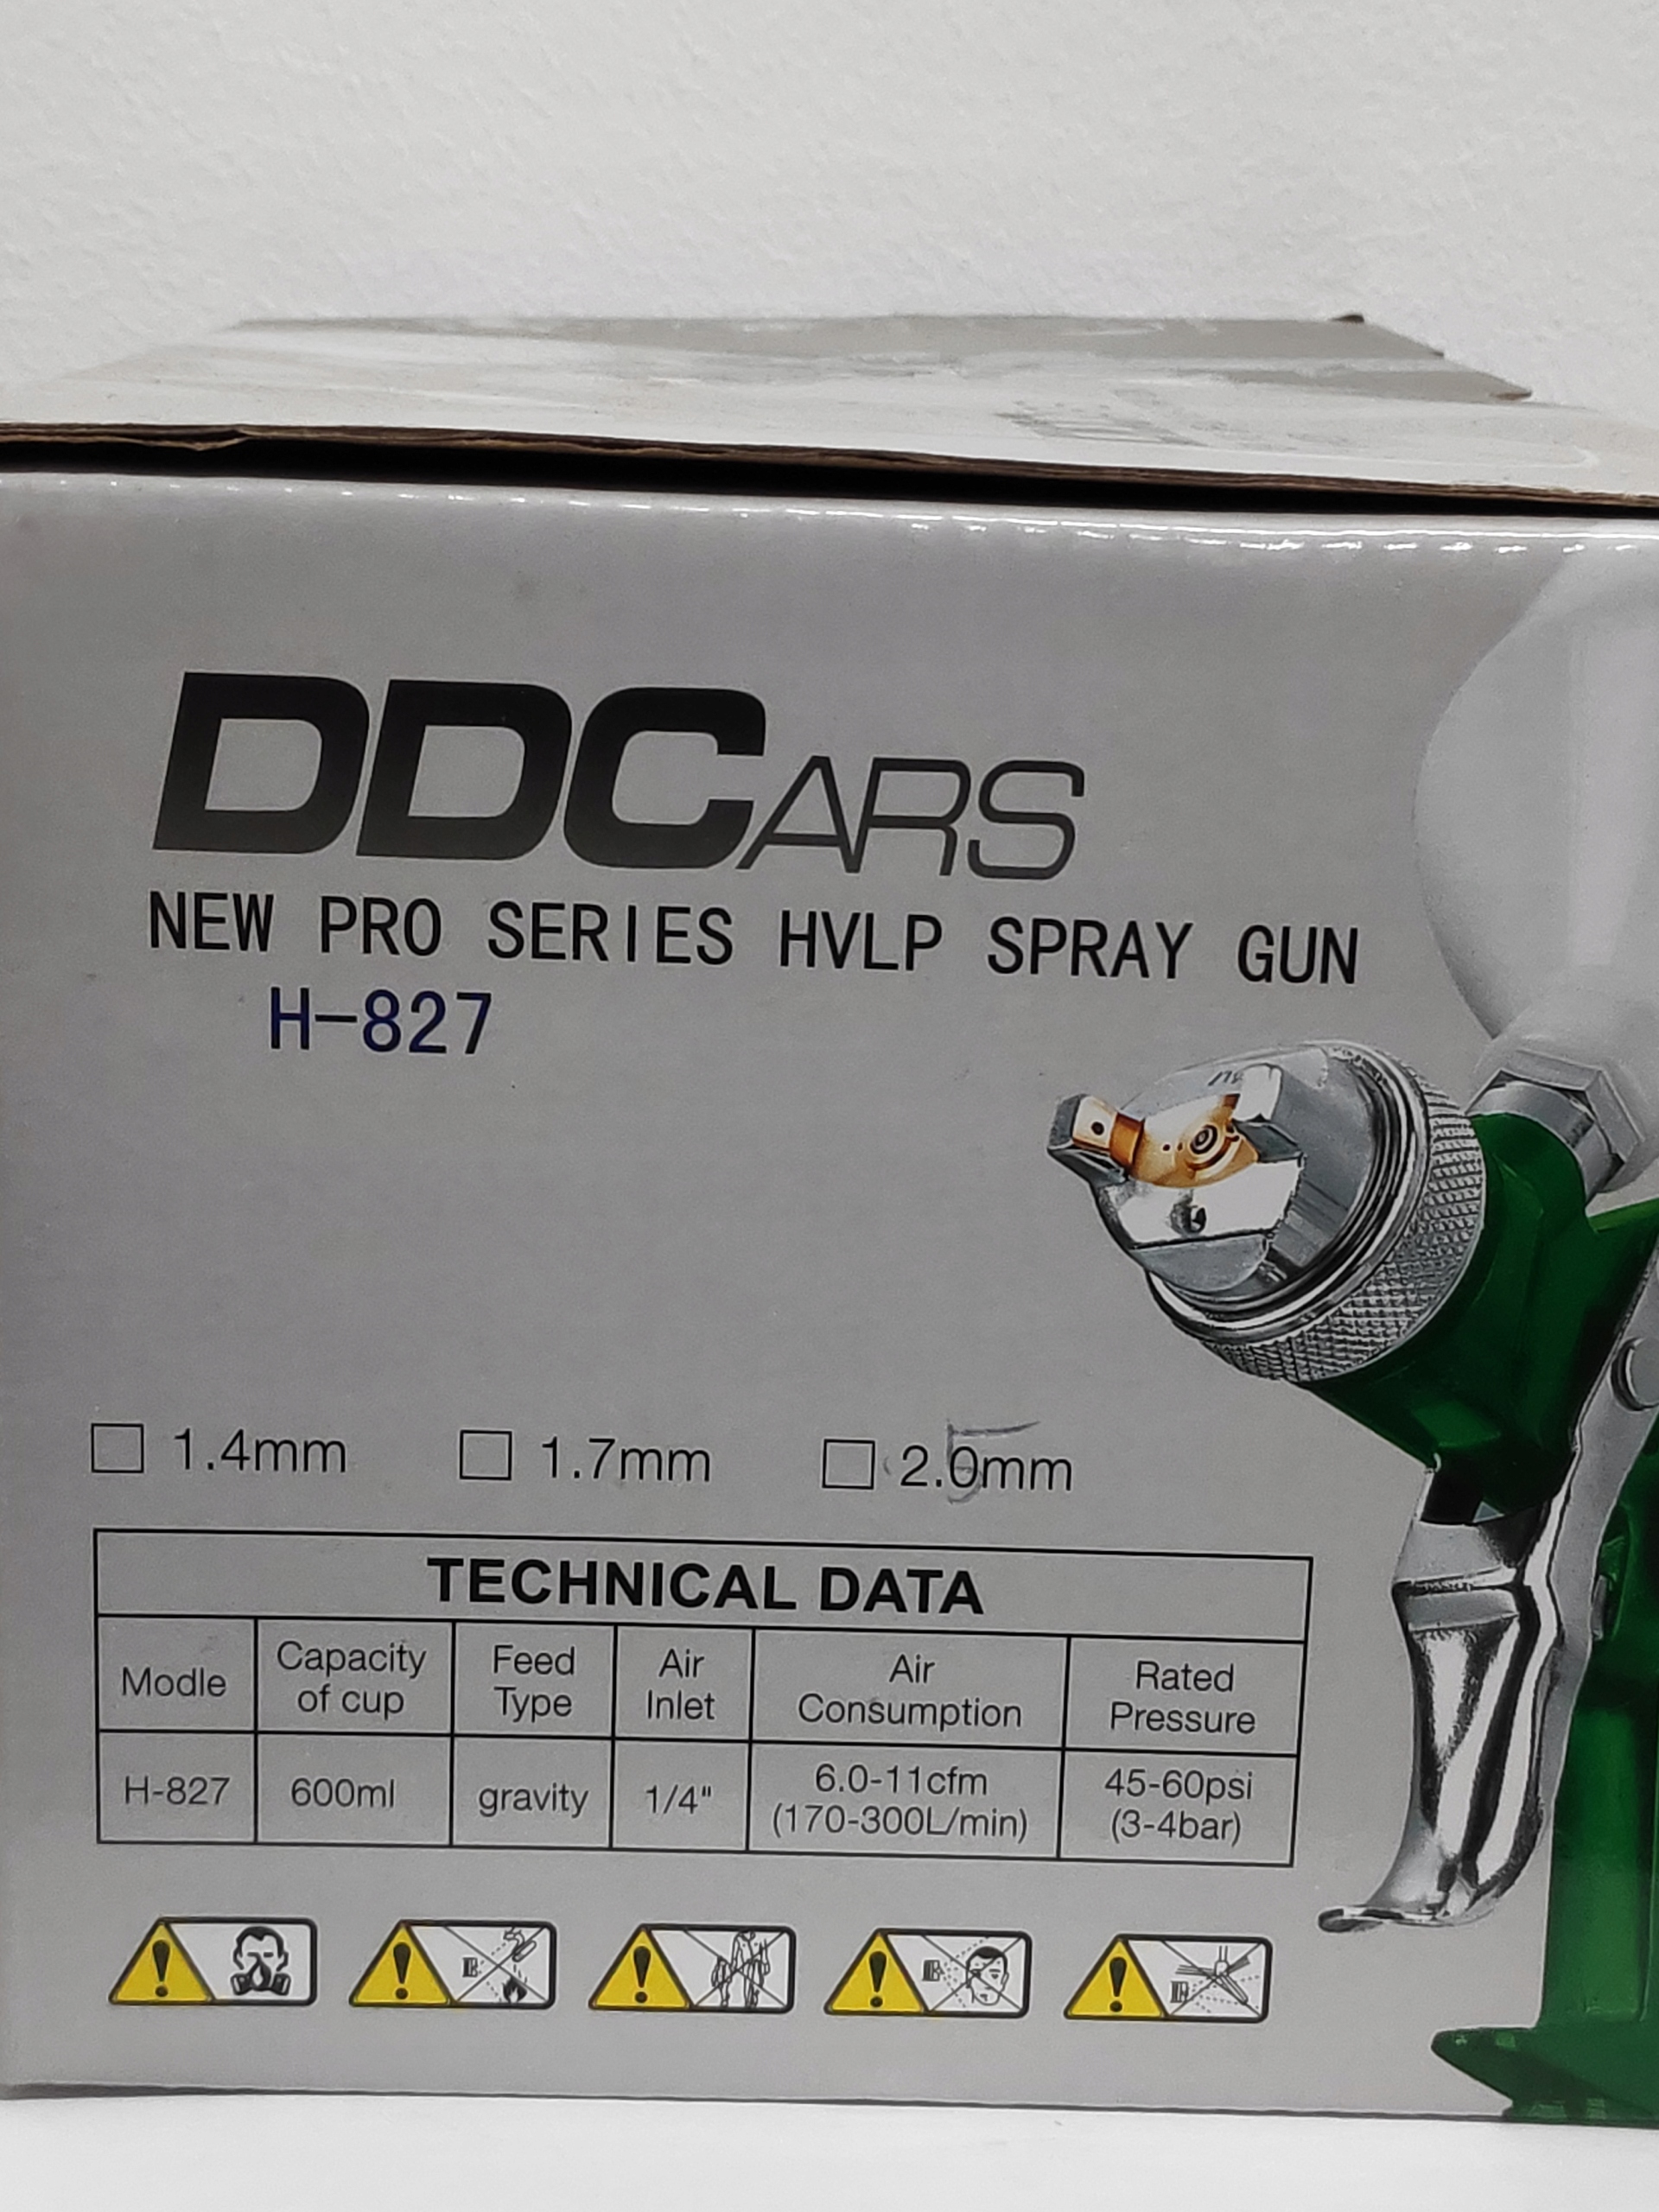 DDCARS
NEW PRO SERIES HVLP SPRAY GUN
H-827
1.4mm 1.7mm 2.0mm
5
TECHNICAL DATA
Modle Capacity of cup Feed Type Air Inlet Air Consumption Rated Pressure
H-827 600ml gravity 1/4" 6.0-11cfm (170-300L/min) 45-60psi (3-4bar)